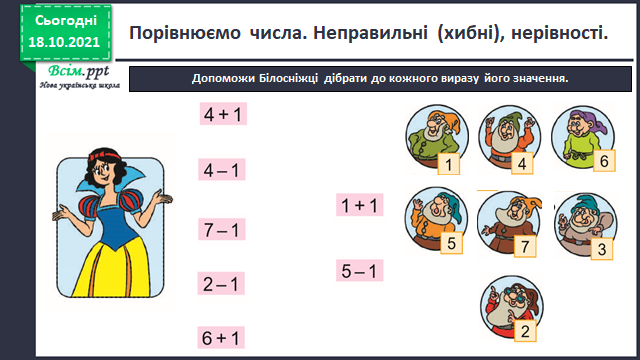 Сьогодні
18.10.2021
Всім.ppt
Нова українська школа
Порівнюємо числа. Неправильні (хибні), нерівності.
Допоможи Білосніжці дібрати до кожного виразу його значення.
4 + 1
4 – 1
7 – 1
2 – 1
6 + 1
1 + 1
5 – 1
1
4
6
5
7
3
2